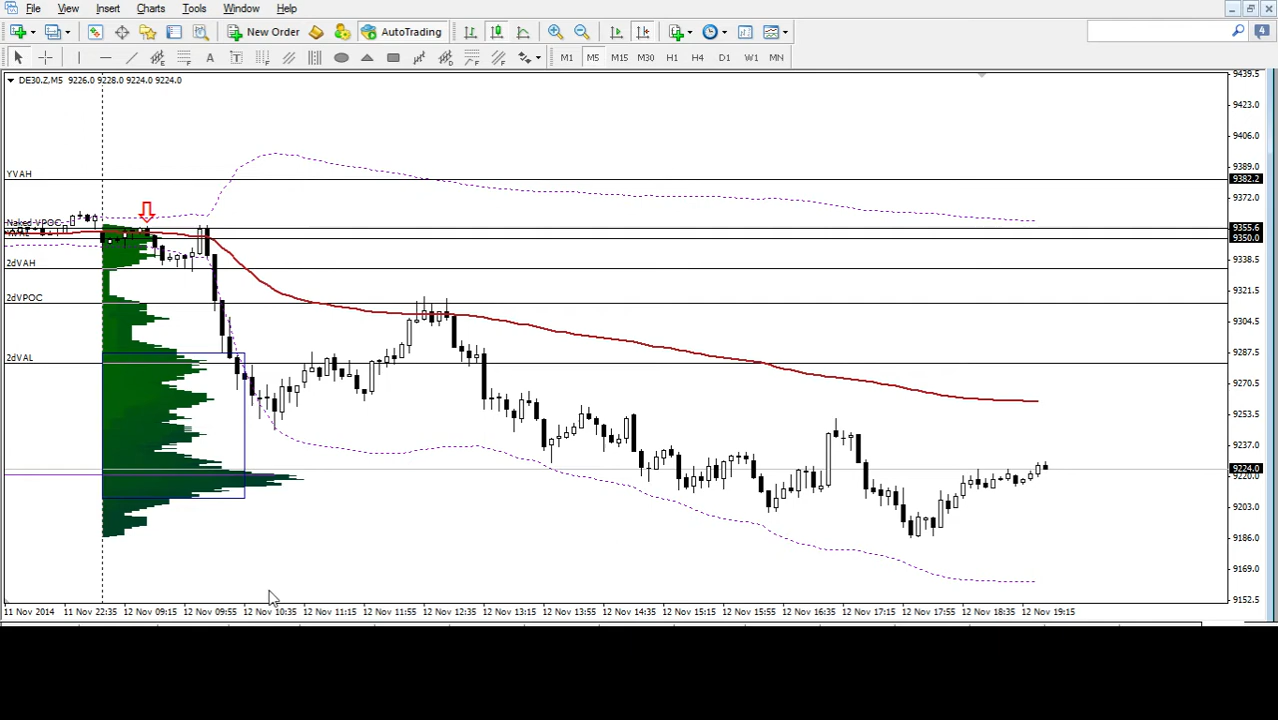 File View Insert Charts Tools Window Help
New Order AutoTrading 4
A T E F F M1 M5 M15 M30 H1 H4 D1 W1 MN
DE30.Z,M5 9226.0 9228.0 9224.0 9224.0
9439.5
9423.0
9406.0
9389.0
YVAH
9382.2
9372.0
Naked VPOC
9355.6
9350.0
2dVAH
9338.5
2dVPOC
9321.5
9304.5
2dVAL
9287.5
9270.5
9253.5
9237.0
9224.0
9220.0
9203.0
9186.0
9169.0
9152.5
11 Nov 2014 11 Nov 22:35 12 Nov 09:15 12 Nov 09:55 12 Nov 10:35 12 Nov 11:15 12 Nov 11:55 12 Nov 12:35 12 Nov 13:15 12 Nov 13:55 12 Nov 14:35 12 Nov 15:15 12 Nov 15:55 12 Nov 16:35 12 Nov 17:15 12 Nov 17:55 12 Nov 18:35 12 Nov 19:15